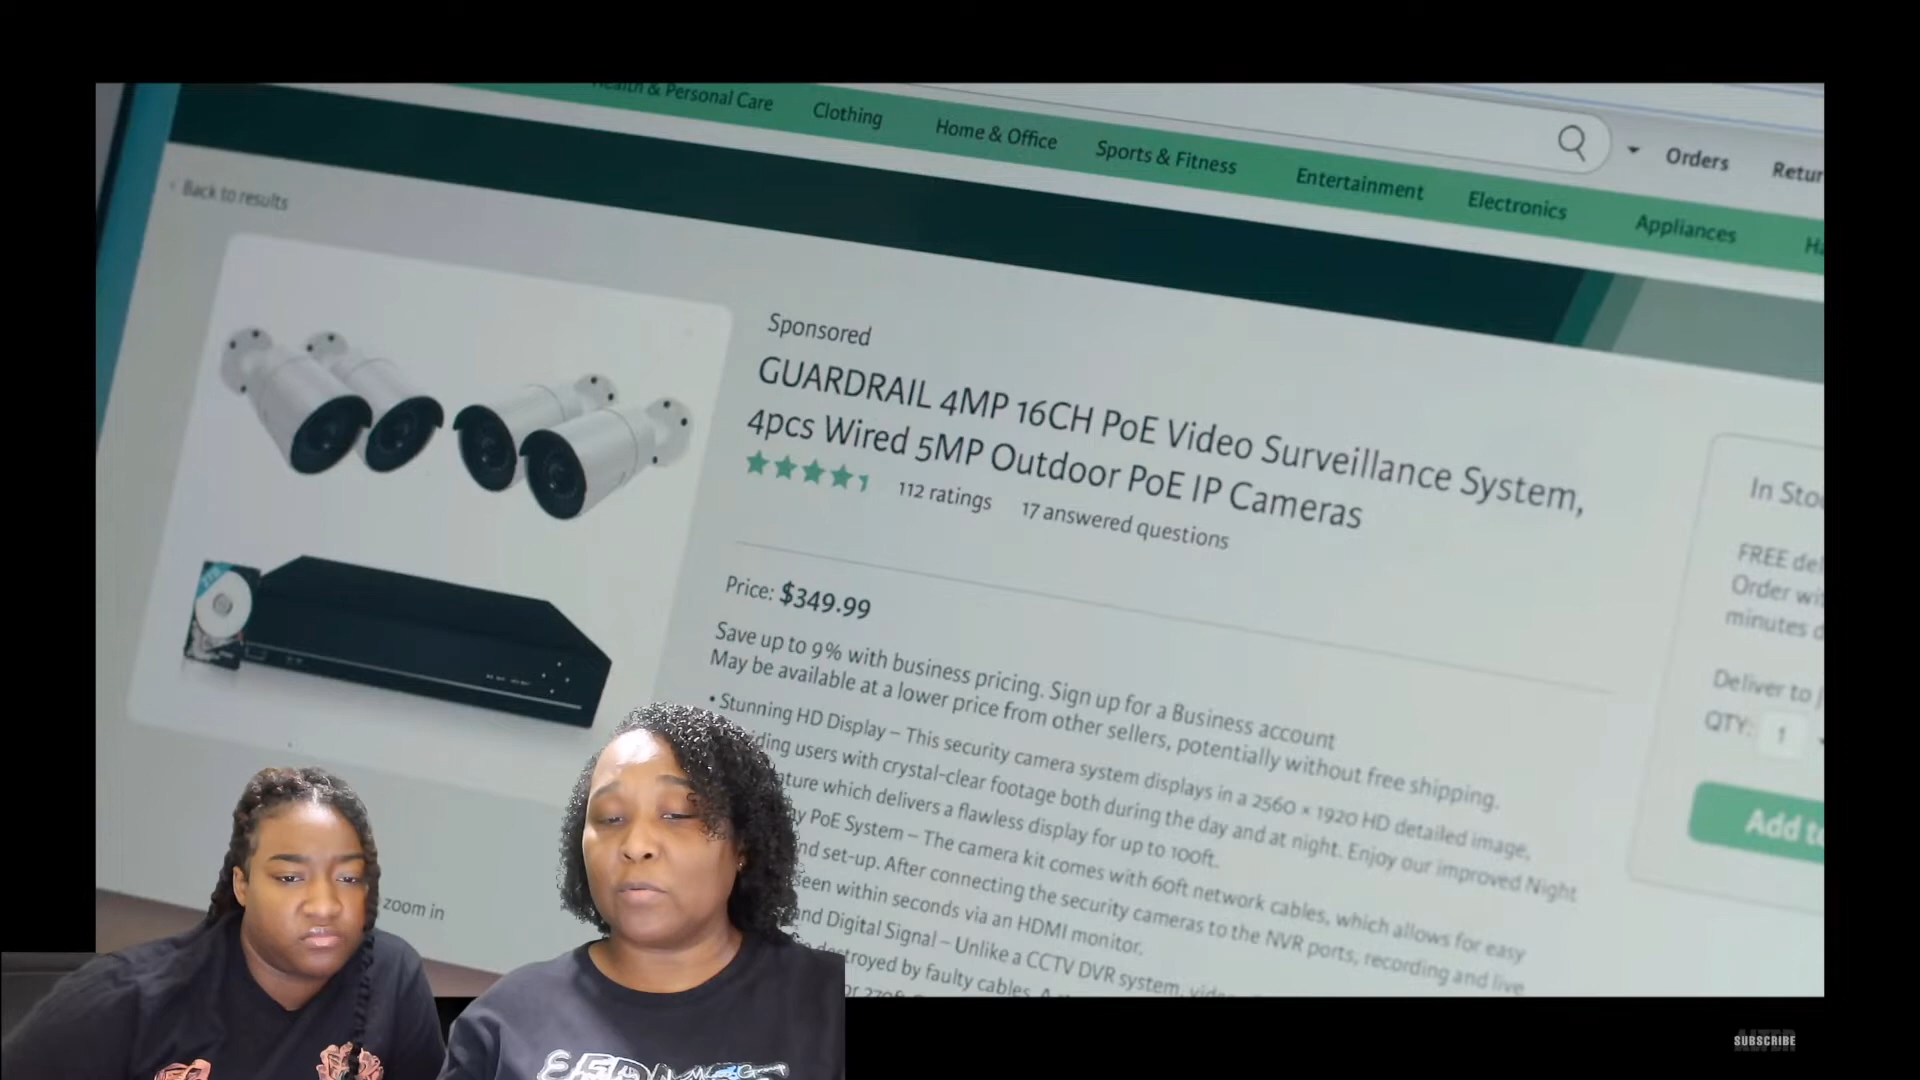 Health & Personal Care
Clothing
Home & Office
Sports & Fitness
Entertainment
Electronics
Appliances
Orders
Back to results
Sponsored
GUARDRAIL 4MP 16CH PoE Video Surveillance System,
4pcs Wired 5MP Outdoor PoE IP Cameras
112 ratings
17 answered questions
Price: $349.99
Save up to 9% with business pricing. Sign up for a Business account
May be available at a lower price from other sellers, potentially without free shipping.
• Stunning HD Display – This security camera system displays in a 2560 × 1920 HD detailed image,
users with crystal-clear footage both during the day and at night. Enjoy our improved Night
which delivers a flawless display for up to 100ft.
PoE System – The camera kit comes with 60ft network cables, which allows for easy
set-up. After connecting the security cameras to the NVR ports, recording and live
seen within seconds via an HDMI monitor.
and Digital Signal – Unlike a CCTV DVR system,
by faulty cables.
In
FREE
Order
minutes
Deliver to
QTY: 1
Add
zoom in
ALTER
SUBSCRIBE